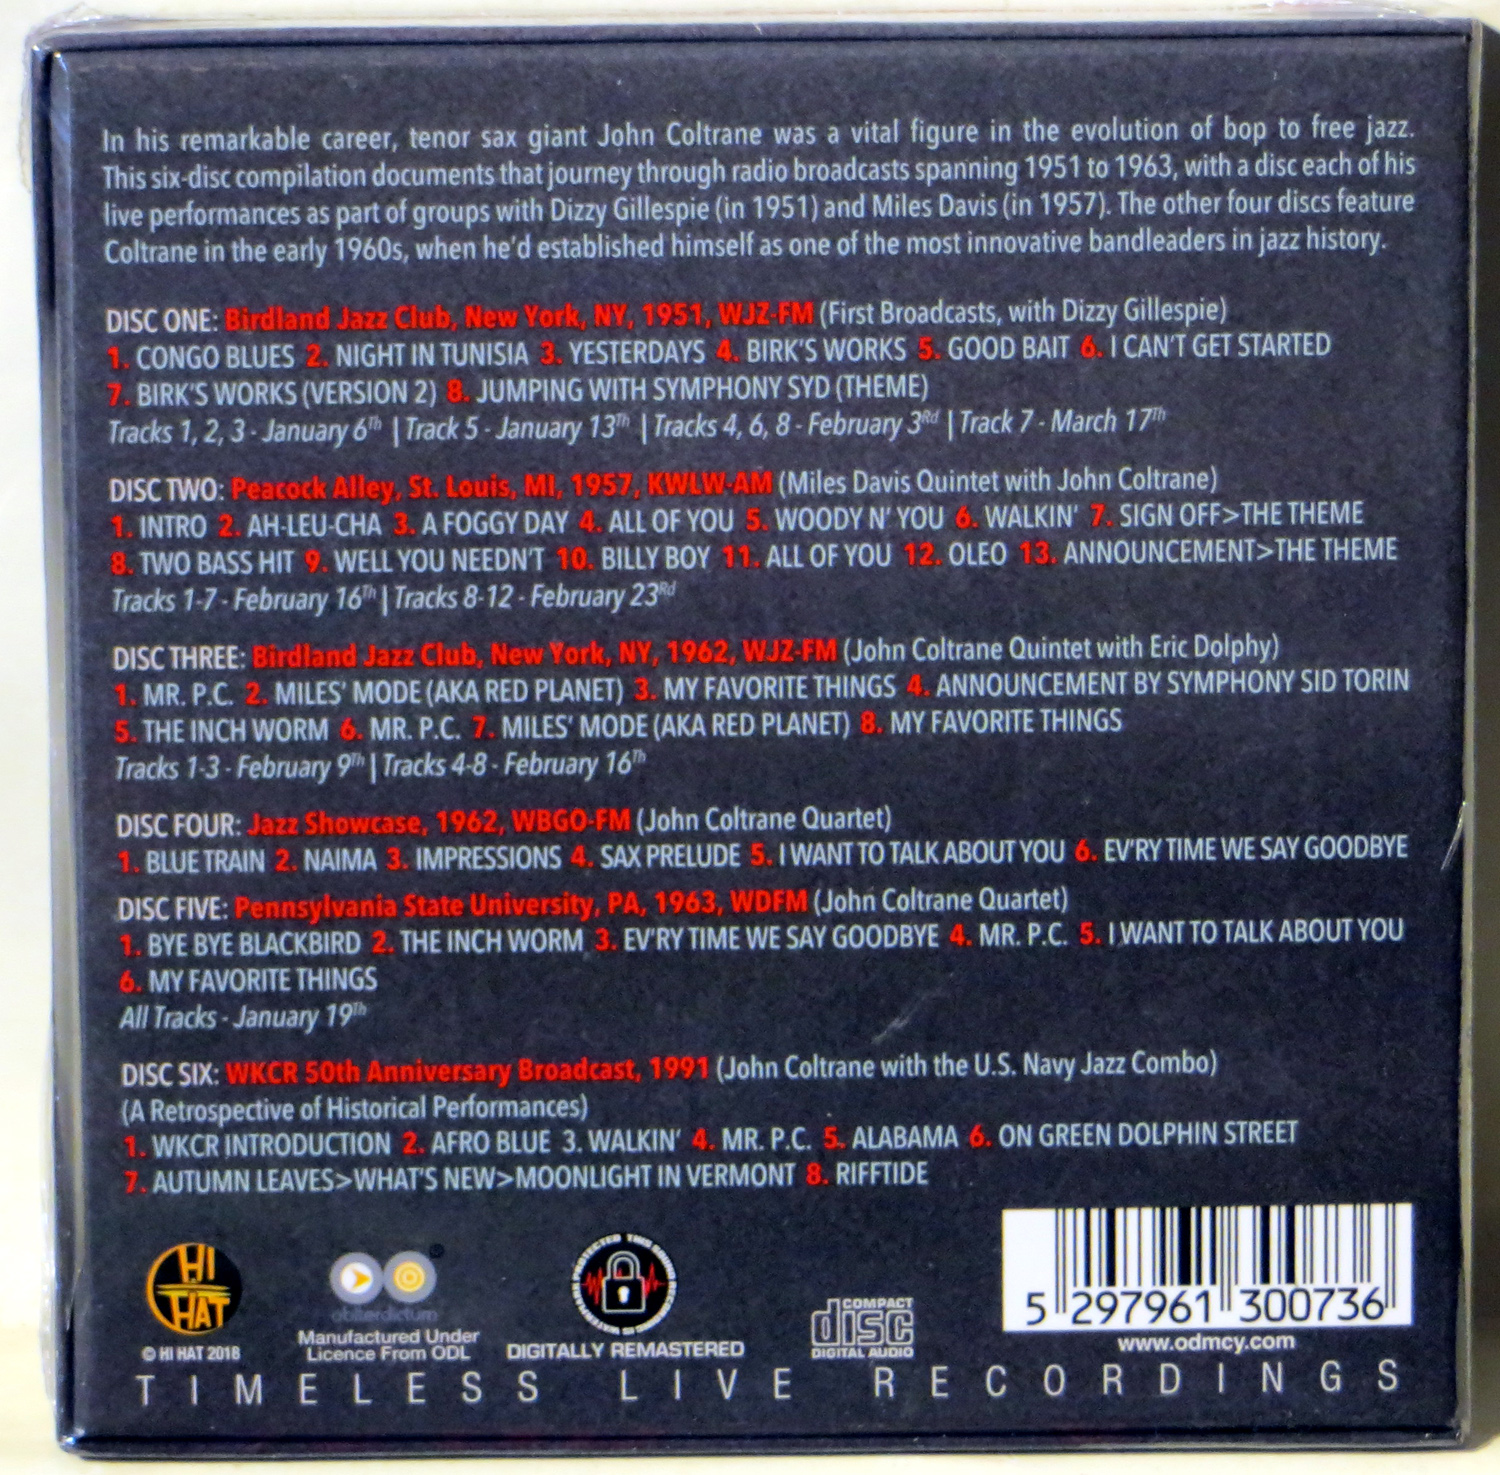 In his remarkable career, tenor sax giant John Coltrane was a vital figure in the evolution of bop to free jazz.
This six-disc compilation documents that journey through radio broadcasts spanning 1951 to 1963, with a disc each of his
live performances as part of groups with Dizzy Gillespie (in 1951) and Miles Davis (in 1957). The other four discs feature
Coltrane in the early 1960s, when he'd established himself as one of the most innovative bandleaders in jazz history.
DISC ONE: Birdland Jazz Club, New York, NY, 1951, WJZ-FM (First Broadcasts, with Dizzy Gillespie)
1. CONGO BLUES 2. NIGHT IN TUNISIA 3. YESTERDAYS 4. BIRK'S WORKS 5. GOOD BAIT 6. I CAN'T GET STARTED
7. BIRK'S WORKS (VERSION 2) 8. JUMPING WITH SYMPHONY SYD (THEME)
Tracks 1, 2, 3 - January 6Th | Track 5 - January 13Th | Tracks 4, 6, 8 - February 3Rd | Track 7 - March 17Th
DISC TWO: Peacock Alley, St. Louis, MI, 1957, KWLW-AM (Miles Davis Quintet with John Coltrane)
1. INTRO 2. AH-LEU-CHA 3. A FOGGY DAY 4. ALL OF YOU 5. WOODY N' YOU 6. WALKIN' 7. SIGN OFF>THE THEME
8. TWO BASS HIT 9. WELL YOU NEEDN'T 10. BILLY BOY 11. ALL OF YOU 12. OLEO 13. ANNOUNCEMENT>THE THEME
Tracks 1-7 - February 16Th | Tracks 8-12 - February 23Rd
DISC THREE: Birdland Jazz Club, New York, NY, 1962, WJZ-FM (John Coltrane Quintet with Eric Dolphy)
1. MR. P.C. 2. MILES' MODE (AKA RED PLANET) 3. MY FAVORITE THINGS 4. ANNOUNCEMENT BY SYMPHONY SID TORIN
5. THE INCH WORM 6. MR. P.C. 7. MILES' MODE (AKA RED PLANET) 8. MY FAVORITE THINGS
Tracks 1-3 - February 9Th | Tracks 4-8 - February 16Th
DISC FOUR: Jazz Showcase, 1962, WBGO-FM (John Coltrane Quartet)
1. BLUE TRAIN 2. NAIMA 3. IMPRESSIONS 4. SAX PRELUDE 5. I WANT TO TALK ABOUT YOU 6. EV'RY TIME WE SAY GOODBYE
DISC FIVE: Pennsylvania State University, PA, 1963, WDFM (John Coltrane Quartet)
1. BYE BYE BLACKBIRD 2. THE INCH WORM 3. EV'RY TIME WE SAY GOODBYE 4. MR. P.C. 5. I WANT TO TALK ABOUT YOU
6. MY FAVORITE THINGS
All Tracks - January 19Th
DISC SIX: WKCR 50th Anniversary Broadcast, 1991 (John Coltrane with the U.S. Navy Jazz Combo)
(A Retrospective of Historical Performances)
1. WKCR INTRODUCTION 2. AFRO BLUE 3. WALKIN' 4. MR. P.C. 5. ALABAMA 6. ON GREEN DOLPHIN STREET
7. AUTUMN LEAVES>WHAT'S NEW>MOONLIGHT IN VERMONT 8. RIFFTIDE
HI
HAT
© HI HAT 2018
obiterdictum
®
Manufactured Under
Licence From ODL
DIGITALLY REMASTERED
COMPACT
disc
DIGITAL AUDIO
5 297961 300736
www.odmcy.com
TIMELESS LIVE RECORDINGS